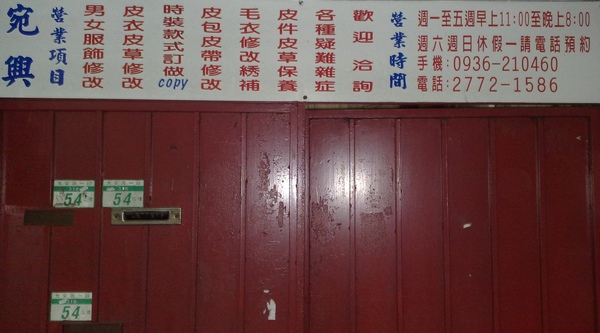 宛興
營業項目
男女服飾修改
皮衣皮草修改
時裝款式訂做
copy
皮包皮帶修改
毛衣修改綉補
皮件皮草保養
各種疑難雜症
歡迎洽詢
營業時間
週一至五週早上11:00至晚上8:00
週六週日休假一請電話預約
手機:0936-210460
電話:2772-1586
54
54
54